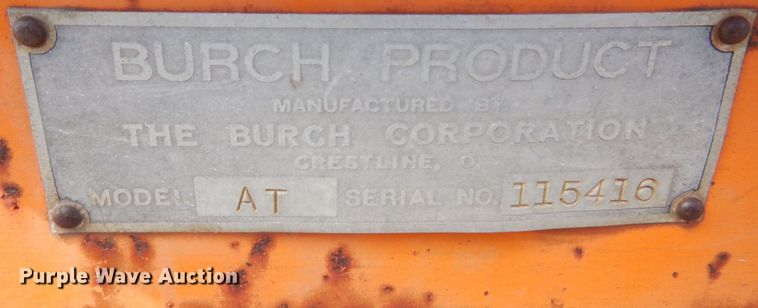 BURCH PRODUCT
MANUFACTURED BY
THE BURCH CORPORATION
CRESTLINE, O.
MODEL AT SERIAL NO. 115416
Purple Wave Auction